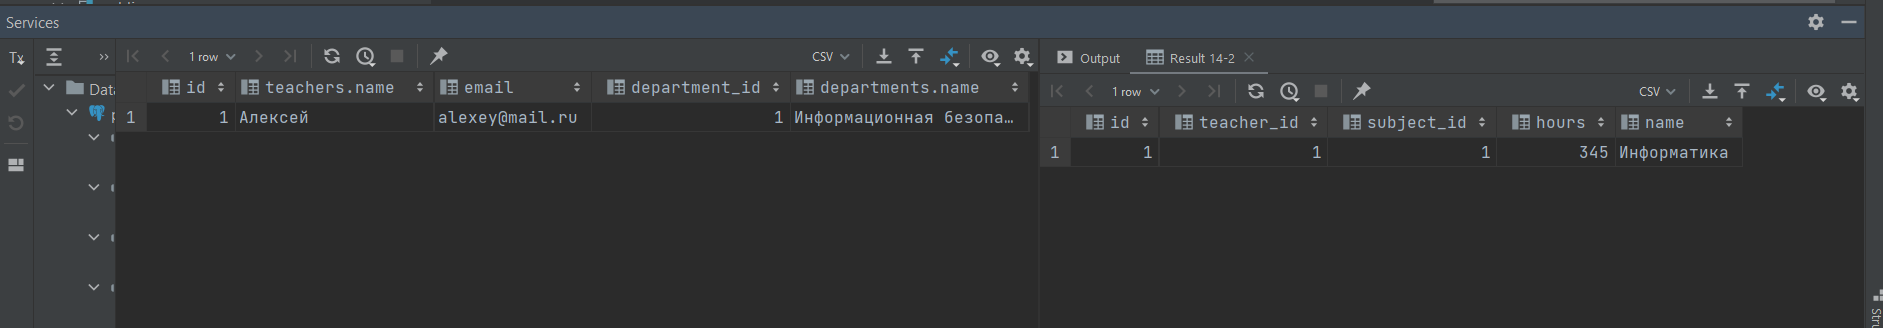 Services
Tx
1 row
CSV
Data
id teachers.name email department_id departments.name
1 1 Алексей alexey@mail.ru 1 Информационная безопа…
Output Result 14-2
1 row
CSV
id teacher_id subject_id hours name
1 1 1 1 345 Информатика